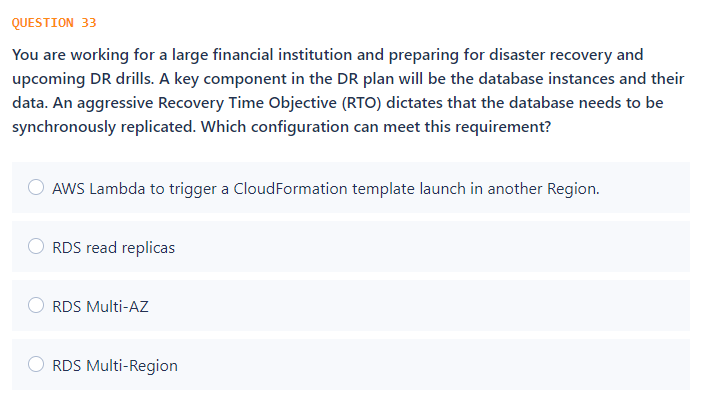 QUESTION 33
You are working for a large financial institution and preparing for disaster recovery and
upcoming DR drills. A key component in the DR plan will be the database instances and their
data. An aggressive Recovery Time Objective (RTO) dictates that the database needs to be
synchronously replicated. Which configuration can meet this requirement?
AWS Lambda to trigger a CloudFormation template launch in another Region.
RDS read replicas
RDS Multi-AZ
RDS Multi-Region